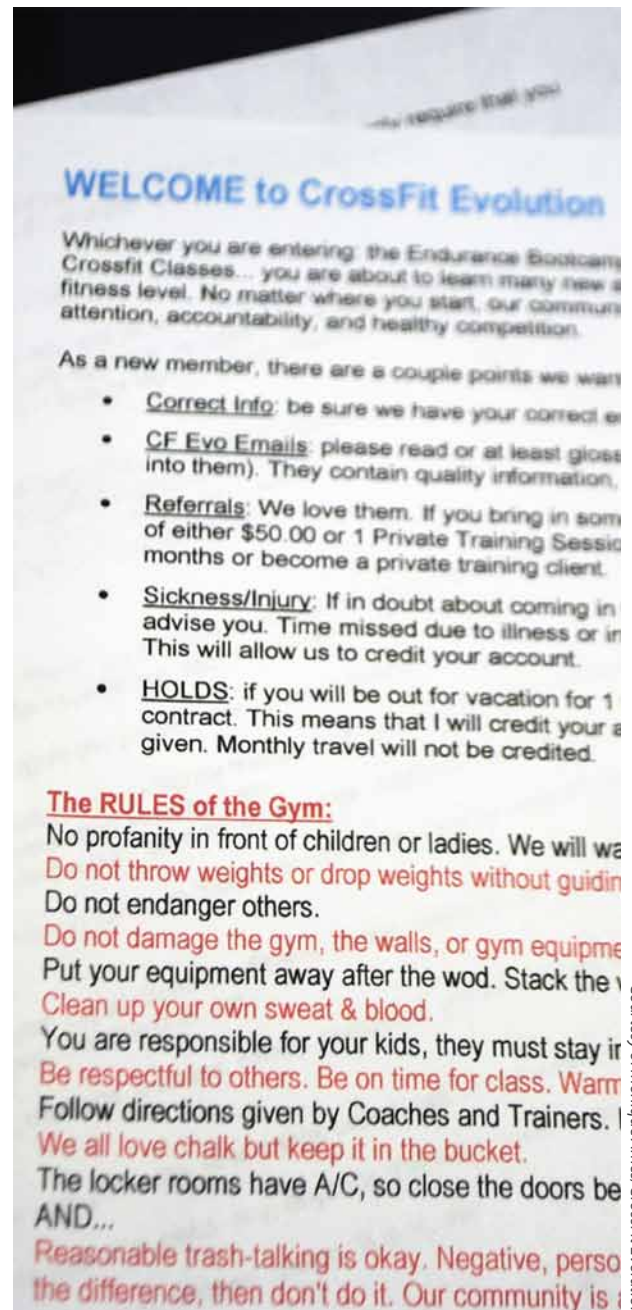 require that you
WELCOME to CrossFit Evolution
Whichever you are entering: the Endurance Bootcamp
Crossfit Classes... you are about to learn many new
fitness level. No matter where you start, our
attention, accountability, and healthy competition.
As a new member, there are a couple points we
Correct Info: be sure we have your correct
CF Evo Emails: please read or at least
into them). They contain quality information,
Referrals: We love them. If you bring in
of either $50.00 or 1 Private Training
months or become a private training client.
Sickness/Injury: If in doubt about coming in
advise you. Time missed due to illness or
This will allow us to credit your account.
HOLDS: if you will be out for vacation for 1
contract. This means that I will credit your
given. Monthly travel will not be credited.
The RULES of the Gym:
No profanity in front of children or ladies. We will wa
Do not throw weights or drop weights without guidin
Do not endanger others.
Do not damage the gym, the walls, or gym equipme
Put your equipment away after the wod. Stack the
Clean up your own sweat & blood.
You are responsible for your kids, they must stay
Be respectful to others. Be on time for class. Warm
Follow directions given by Coaches and Trainers.
We all love chalk but keep it in the bucket.
The locker rooms have A/C, so close the doors be
AND...
Reasonable trash-talking is okay. Negative, perso
the difference, then don't do it. Our community is